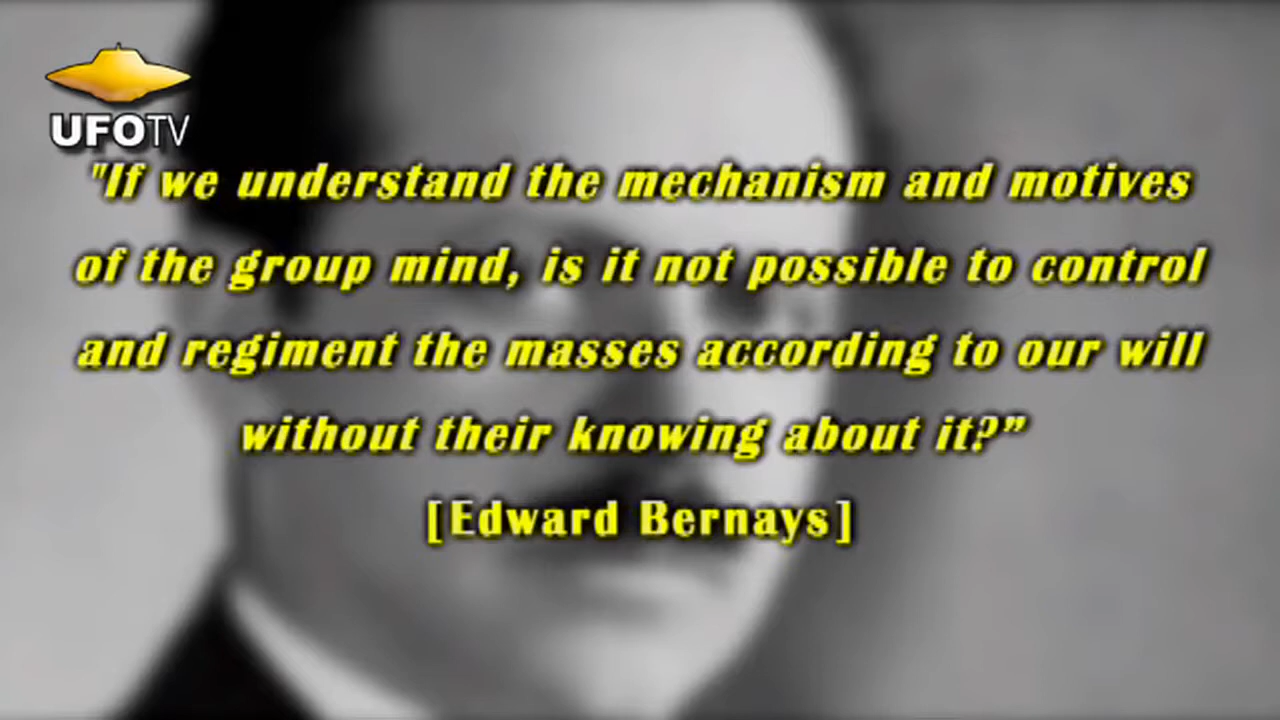 UFOTV
"If we understand the mechanism and motives
of the group mind, is it not possible to control
and regiment the masses according to our will
without their knowing about it?”
[Edward Bernays]